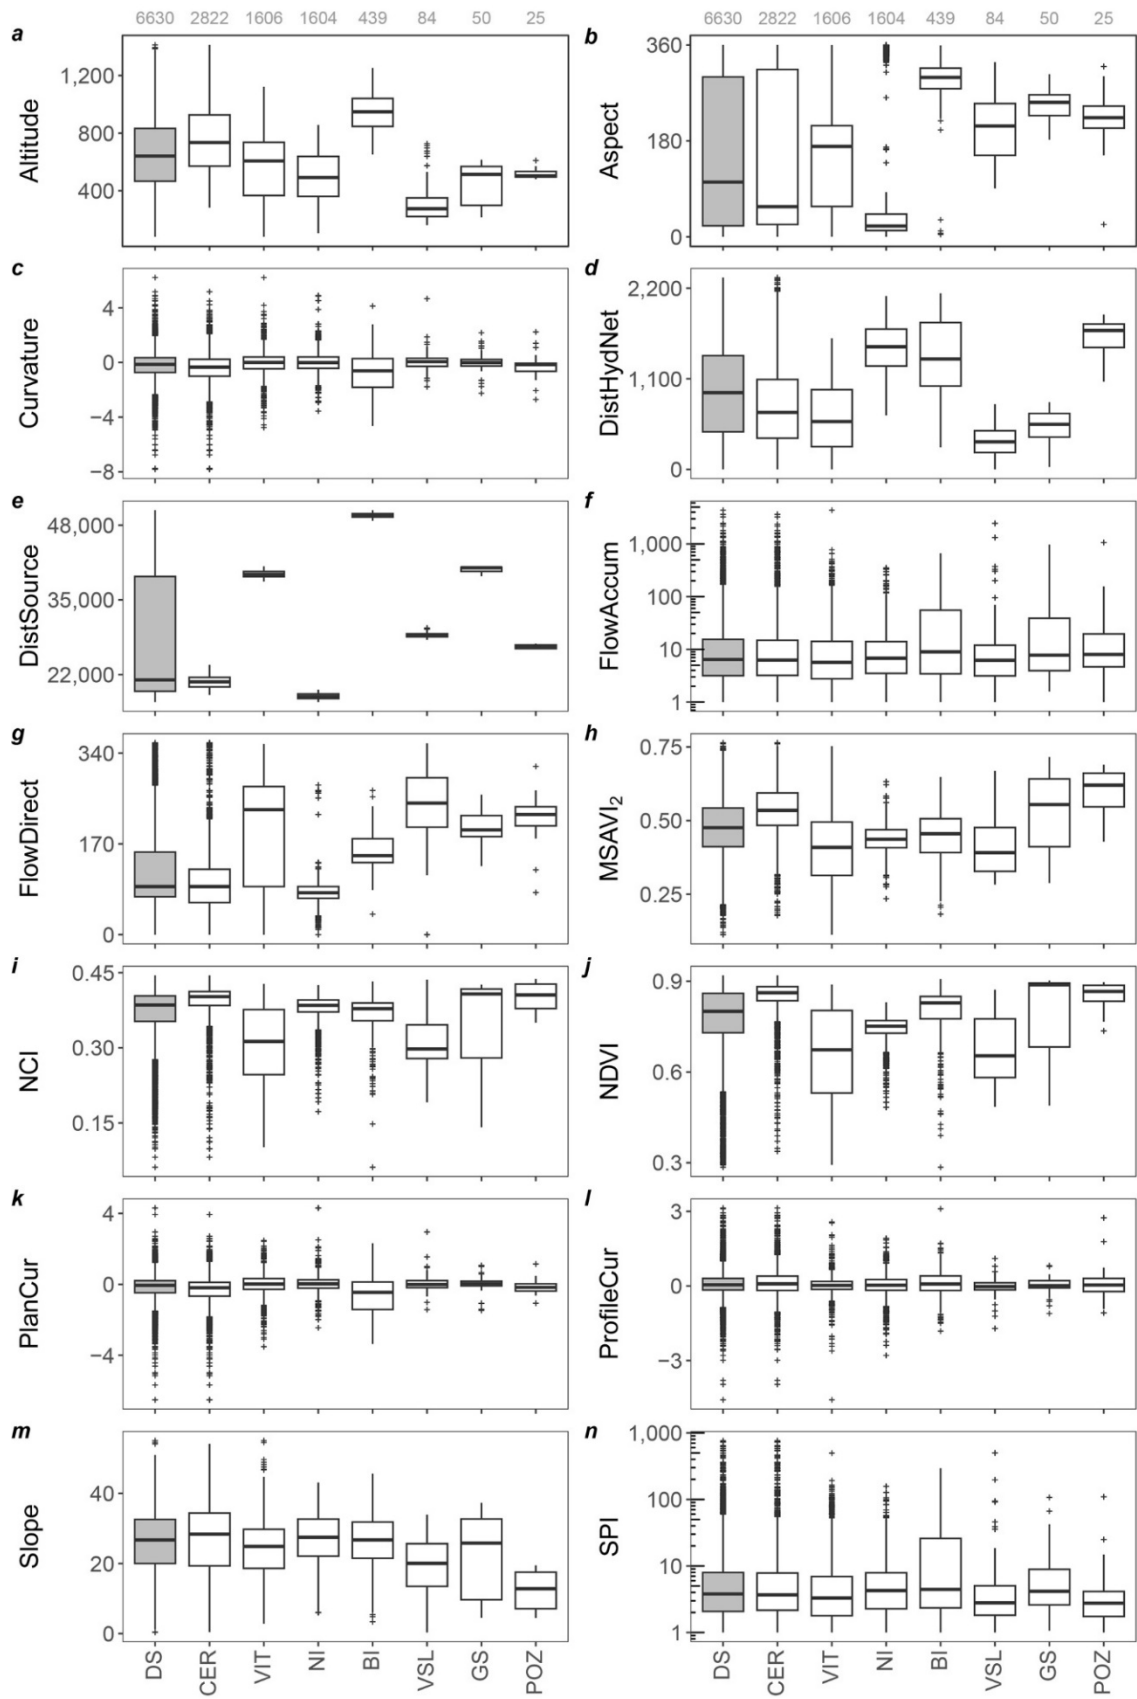 6630 2822 1606 1604 439 84 50 25 6630 2822 1606 1604 439 84 50 25
a b
Altitude 1,200 800 400 Aspect 360 180 0
c d
Curvature 4 0 −4 −8 DistHydNet 2,200 1,100 0
e f
DistSource 48,000 35,000 22,000 FlowAccum 1,000 100 10 1
g h
FlowDirect 340 170 0 MSAVI₂ 0.75 0.50 0.25
i j
NCI 0.45 0.30 0.15 NDVI 0.9 0.6 0.3
k l
PlanCur 4 0 −4 ProfileCur 3 0 −3
m n
Slope 40 20 0 SPI 1,000 100 10 1
DS CER VIT NI BI VSL GS POZ DS CER VIT NI BI VSL GS POZ